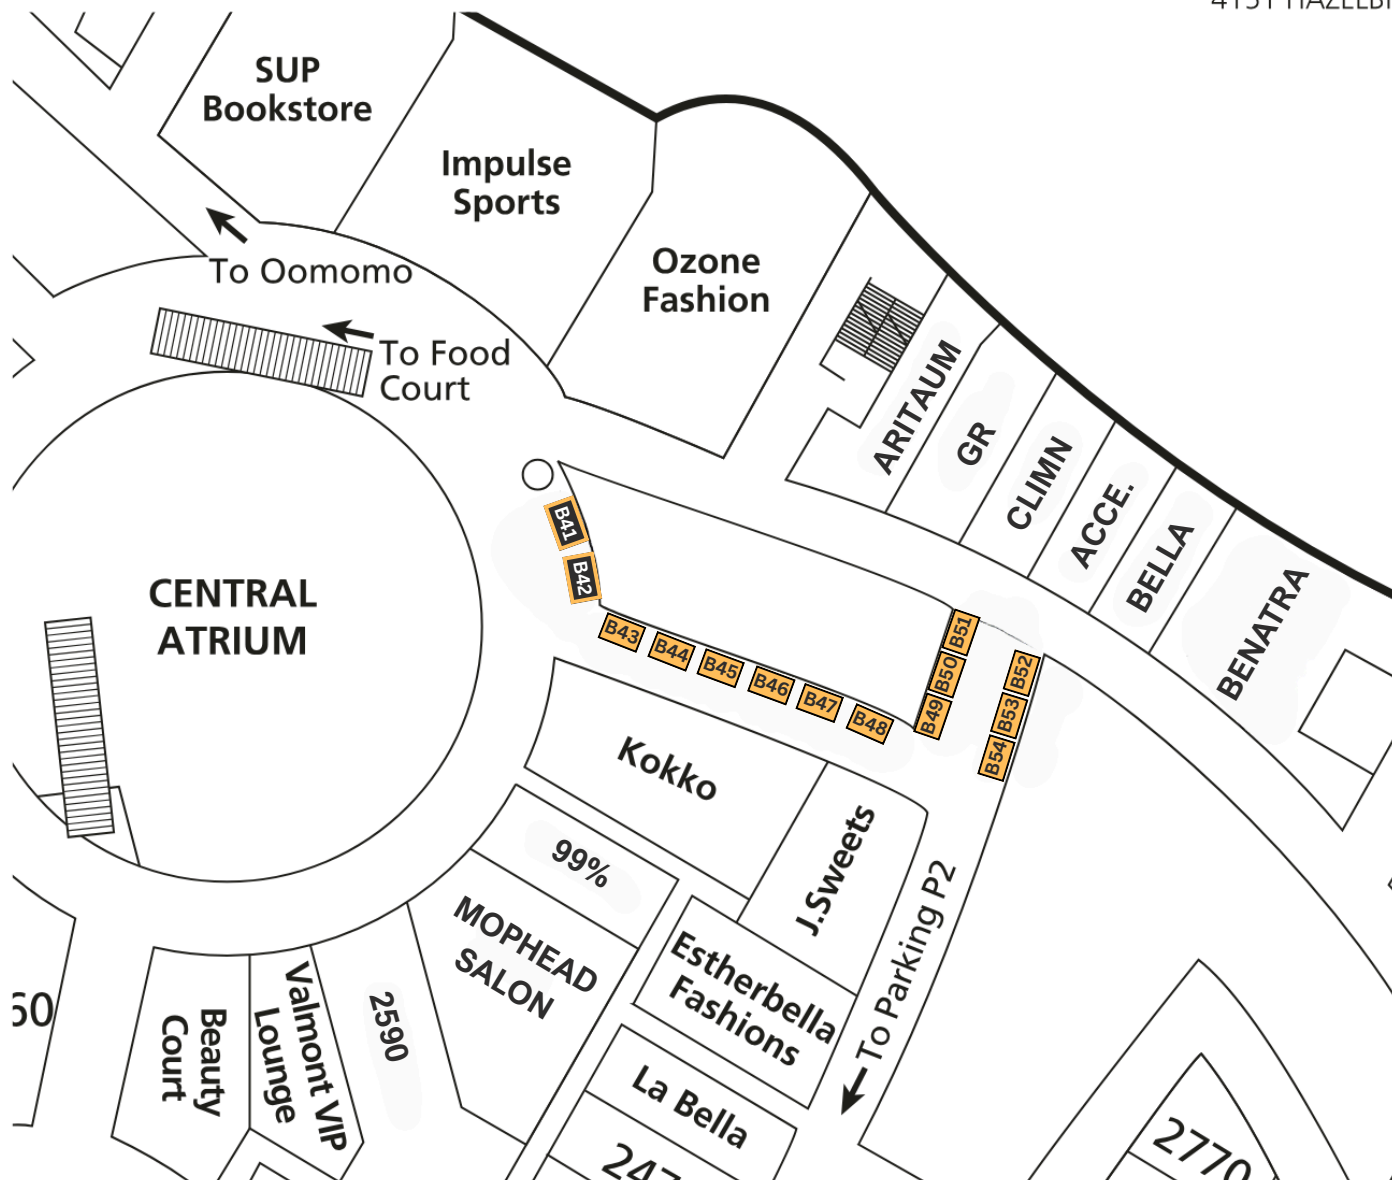 SUP
Bookstore
Impulse
Sports
To Oomomo
Ozone
Fashion
To Food
Court
ARITAUM
GR
CLIMN
ACCE.
BELLA
BENATRA
CENTRAL
ATRIUM
B41
B42
B43
B44
B45
B46
B47
B48
B49
B50
B51
B52
B53
B54
Kokko
J.Sweets
99%
MOPHEAD
SALON
To Parking P2
Estherbella
Fashions
La Bella
Beauty
Court
Valmont VIP
Lounge
2590
2770